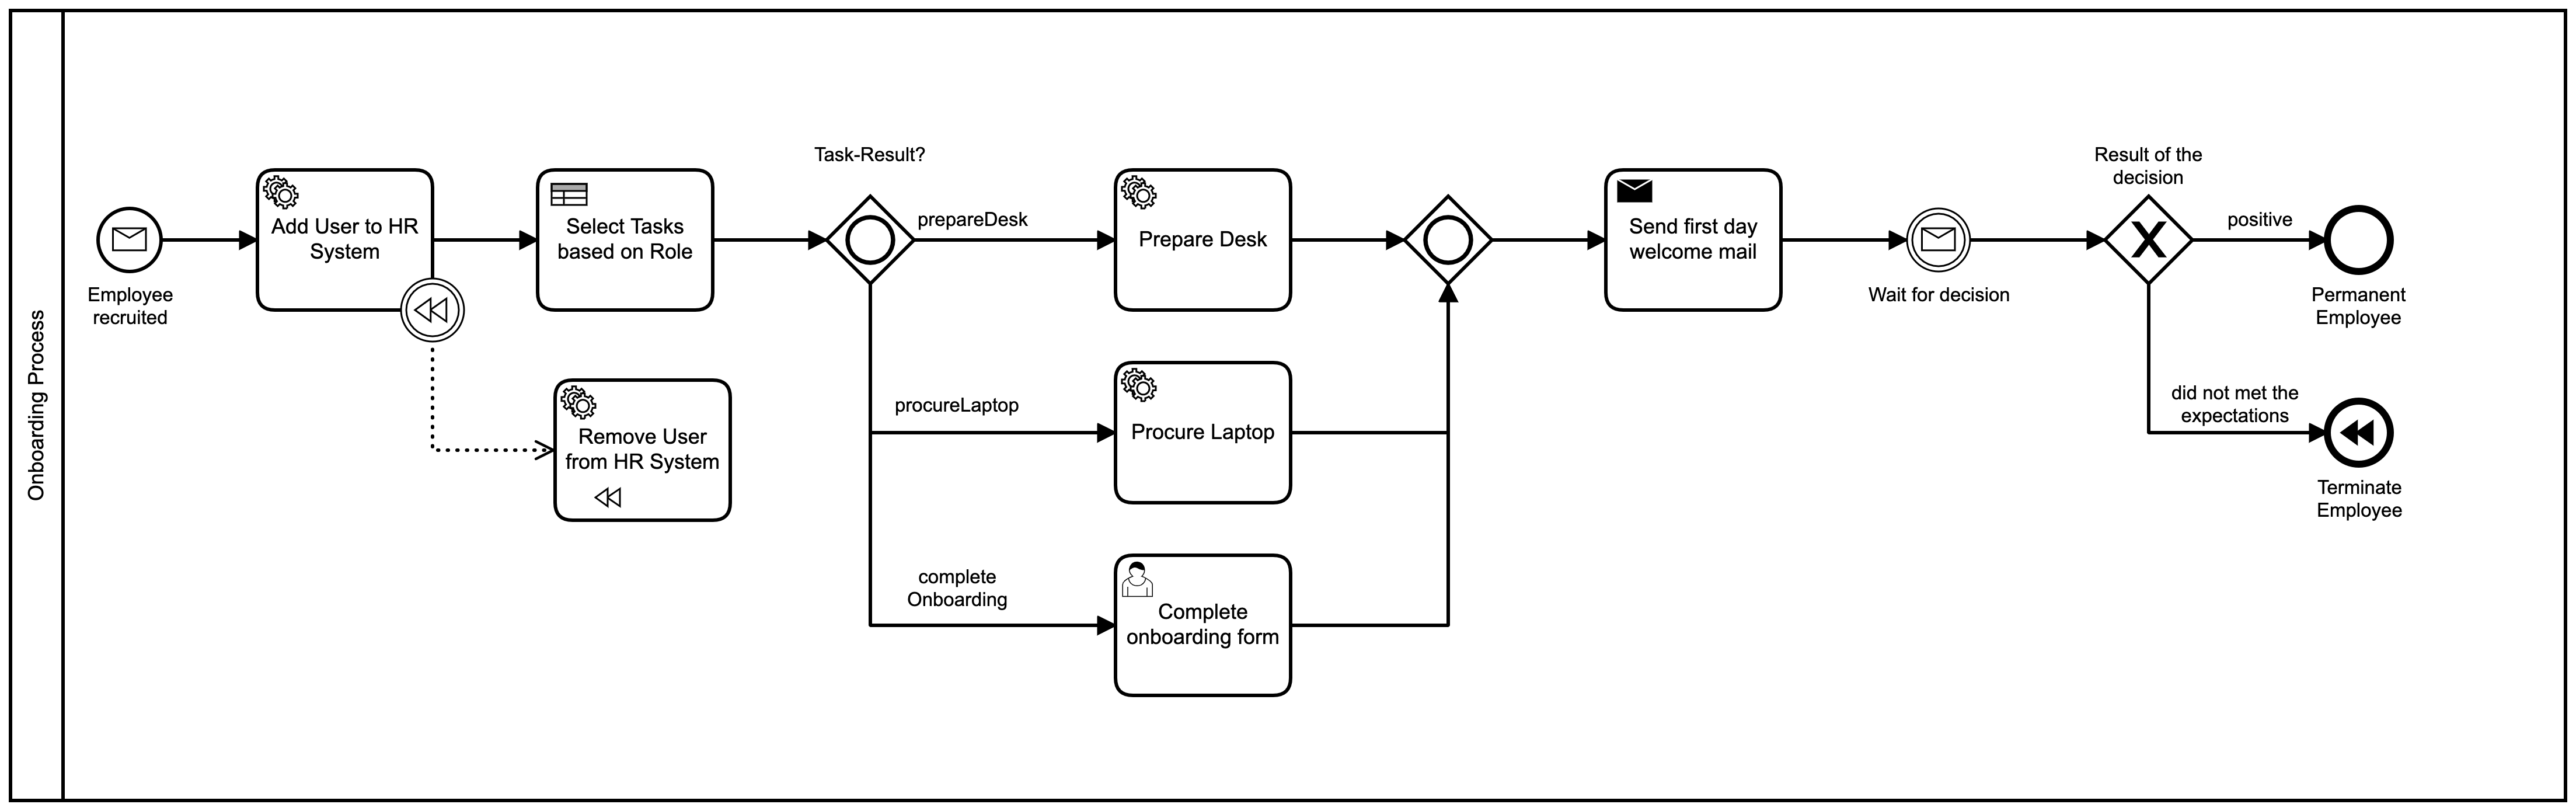 Onboarding Process
Employee
recruited
Add User to HR
System
Remove User
from HR System
Select Tasks
based on Role
Task-Result?
prepareDesk
procureLaptop
complete
Onboarding
Prepare Desk
Procure Laptop
Complete
onboarding form
Send first day
welcome mail
Wait for decision
Result of the
decision
positive
Permanent
Employee
did not met the
expectations
Terminate
Employee